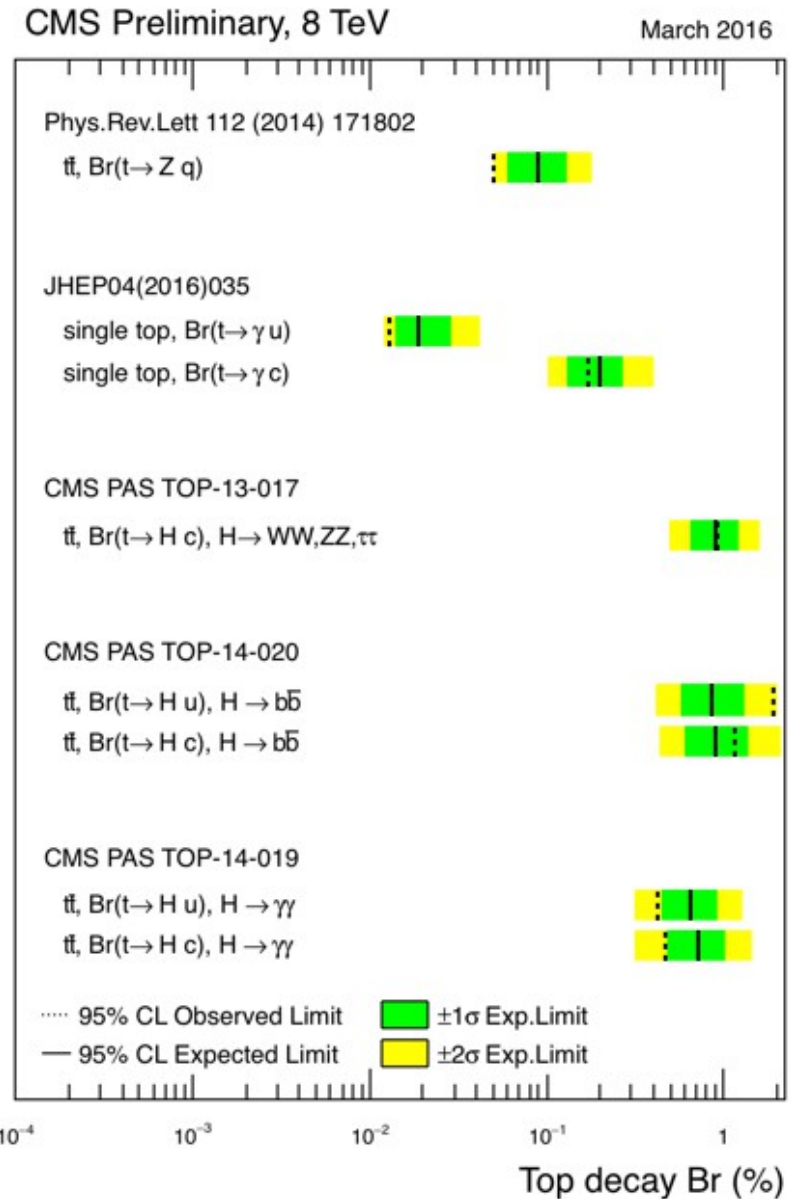 CMS Preliminary, 8 TeV
March 2016
Phys.Rev.Lett 112 (2014) 171802
tt̅, Br(t→ Z q)
JHEP04(2016)035
single top, Br(t→ γ u)
single top, Br(t→ γ c)
CMS PAS TOP-13-017
tt̅, Br(t→ H c), H→ WW,ZZ,ττ
CMS PAS TOP-14-020
tt̅, Br(t→ H u), H → bb̅
tt̅, Br(t→ H c), H → bb̅
CMS PAS TOP-14-019
tt̅, Br(t→ H u), H → γγ
tt̅, Br(t→ H c), H → γγ
95% CL Observed Limit
±1σ Exp.Limit
95% CL Expected Limit
±2σ Exp.Limit
10⁻⁴ 10⁻³ 10⁻² 10⁻¹ 1
Top decay Br (%)